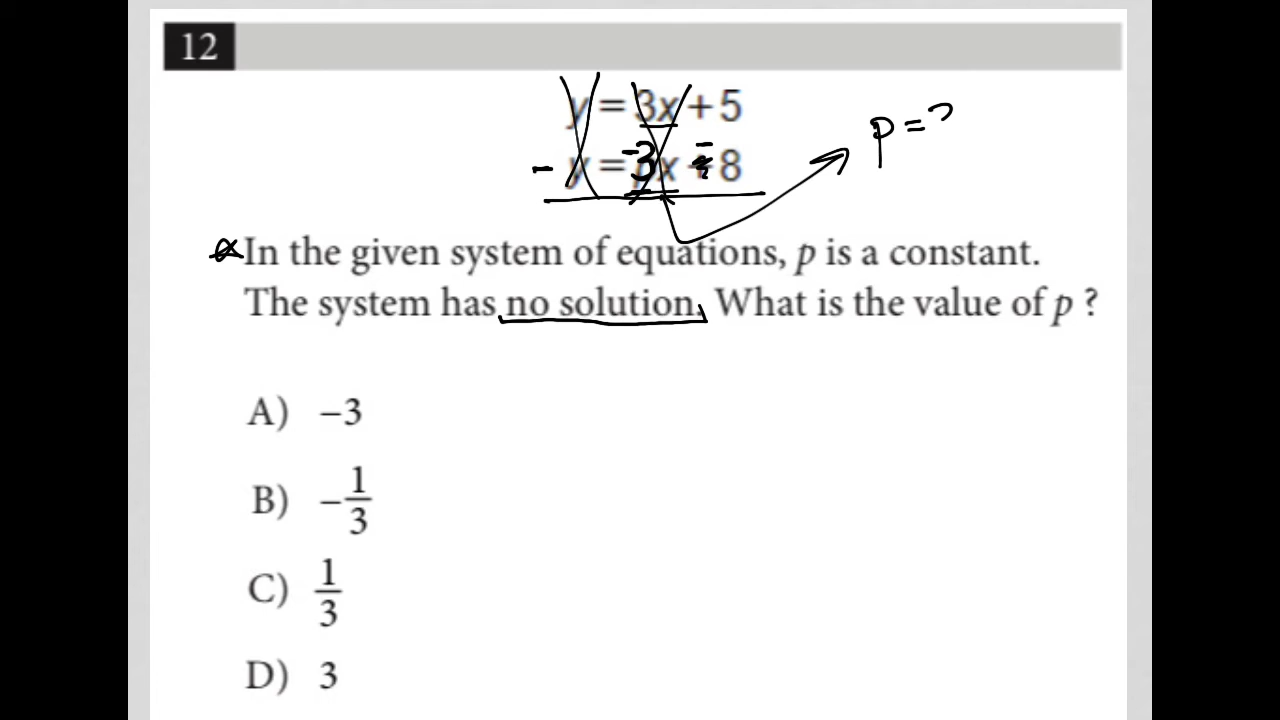 12
y = 3x + 5
- y = -3x - 8
p = ?
In the given system of equations, p is a constant.
The system has no solution. What is the value of p ?
A) −3
B) −1/3
C) 1/3
D) 3